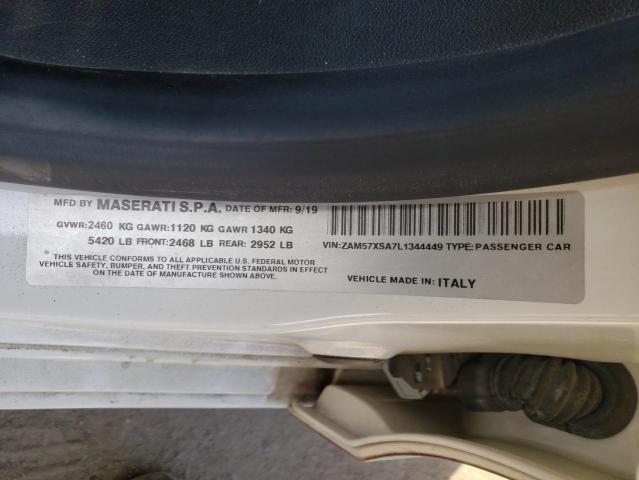 MFD BY MASERATI S.P.A. DATE OF MFR: 9/19
GVWR:2460 KG GAWR:1120 KG GAWR 1340 KG
5420 LB FRONT:2468 LB REAR: 2952 LB
VIN:ZAM57XSA7L1344449 TYPE:PASSENGER CAR
* THIS VEHICLE CONFORMS TO ALL APPLICABLE U.S. FEDERAL MOTOR
VEHICLE SAFETY, BUMPER, AND THEFT PREVENTION STANDARDS IN EFFECT
ON THE DATE OF MANUFACTURE SHOWN ABOVE.
VEHICLE MADE IN: ITALY